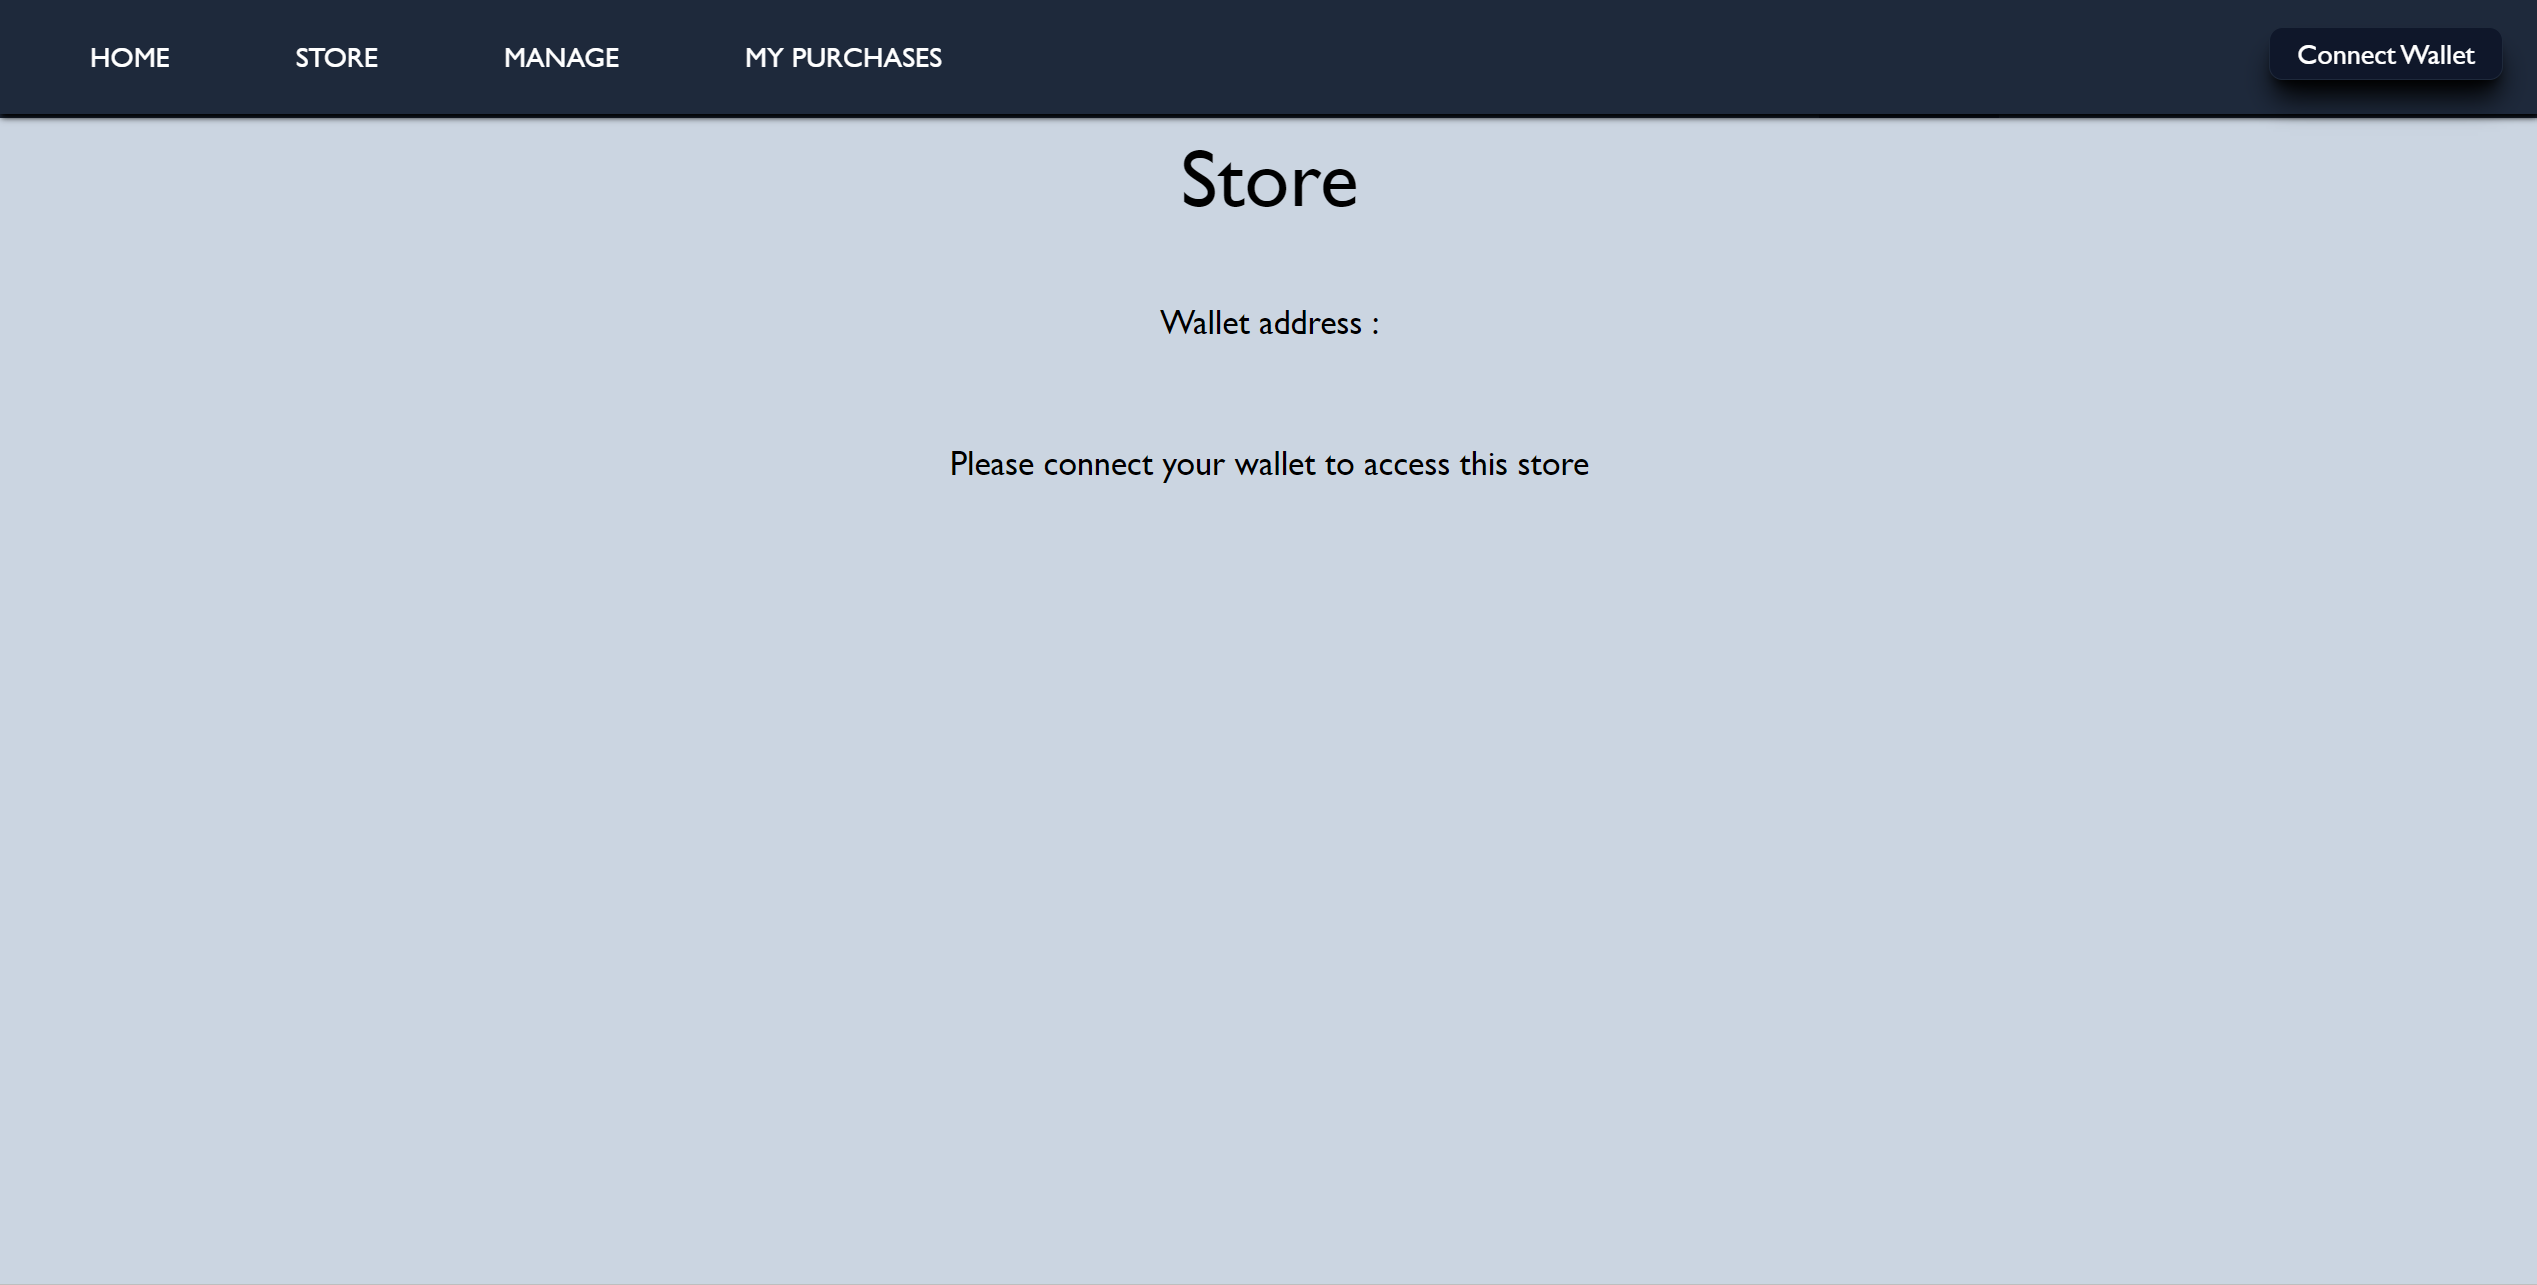 HOME STORE MANAGE MY PURCHASES Connect Wallet
Store
Wallet address :
Please connect your wallet to access this store